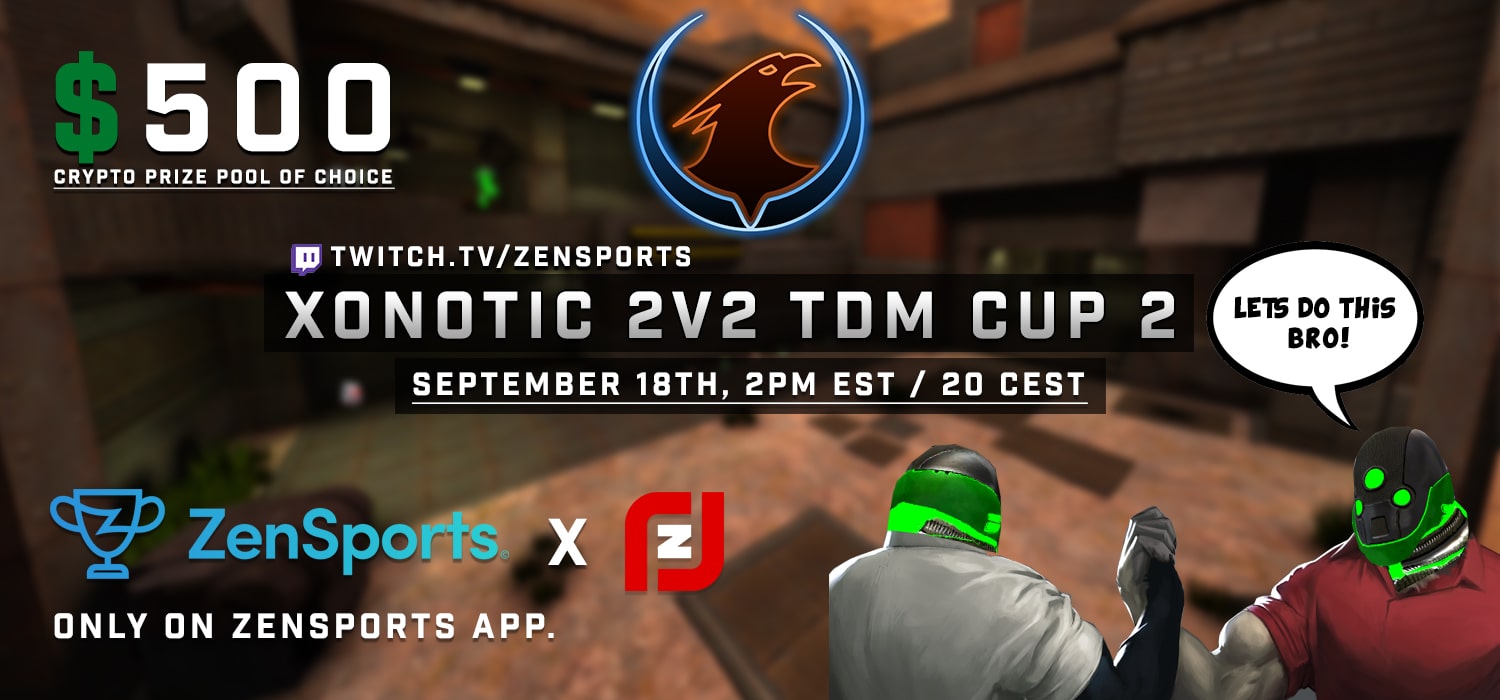 $500
CRYPTO PRIZE POOL OF CHOICE
TWITCH.TV/ZENSPORTS
XONOTIC 2V2 TDM CUP 2
SEPTEMBER 18TH, 2PM EST / 20 CEST
LETS DO THiS
BRO!
ZenSports© X Z
ONLY ON ZENSPORTS APP.